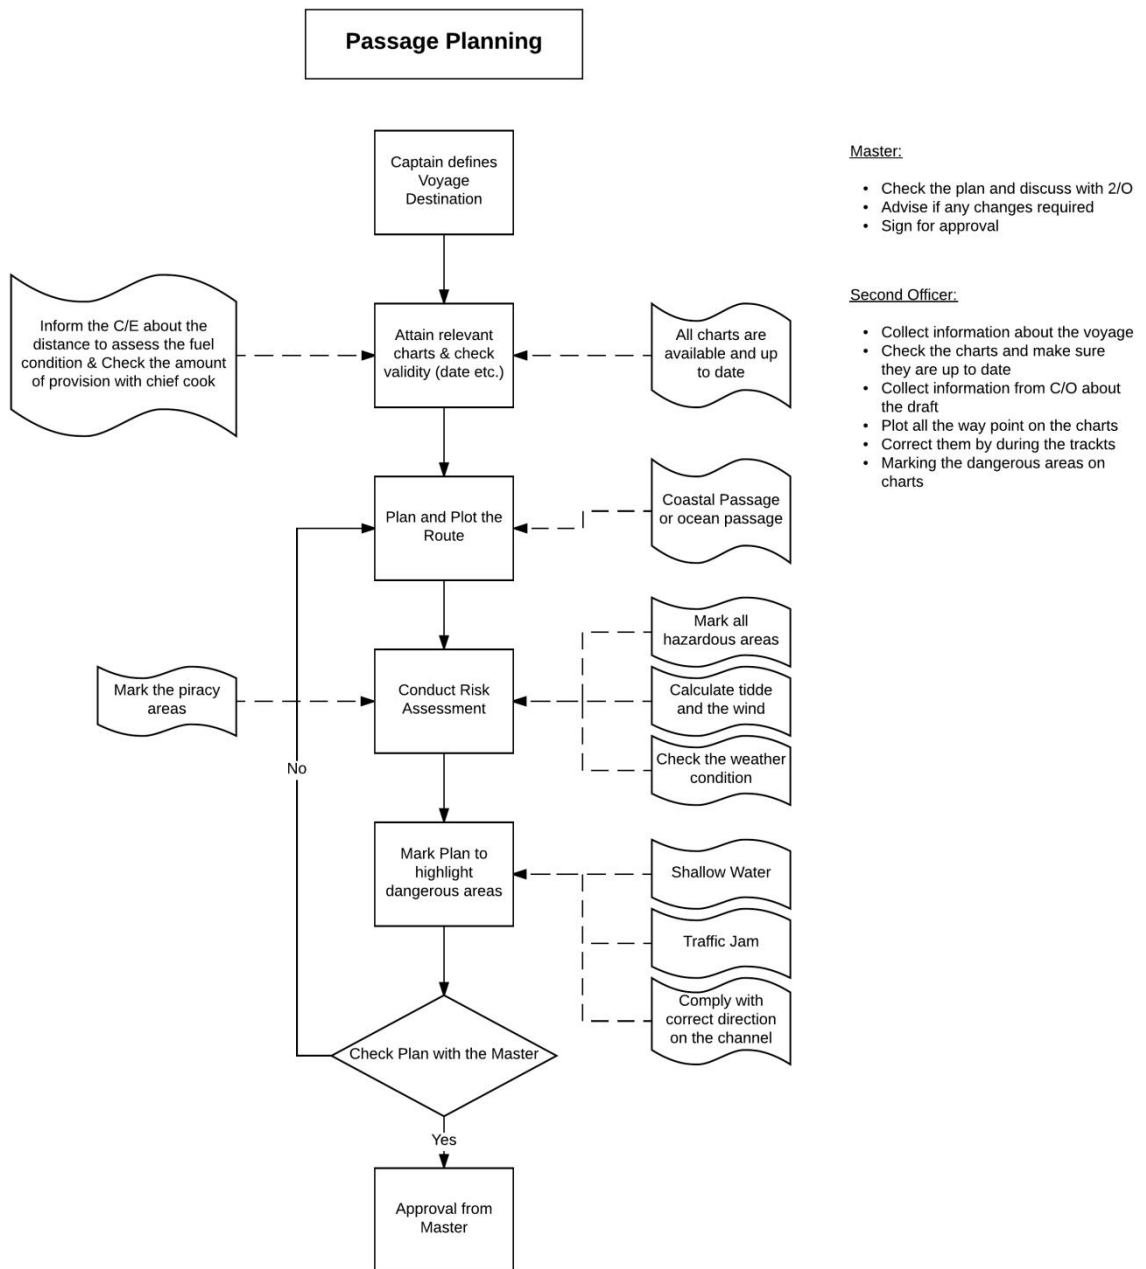 Passage Planning
Captain defines
Voyage
Destination
Master:
• Check the plan and discuss with 2/O
• Advise if any changes required
• Sign for approval
Inform the C/E about the
distance to assess the fuel
condition & Check the amount
of provision with chief cook
Attain relevant
charts & check
validity (date etc.)
All charts are
available and up
to date
Second Officer:
• Collect information about the voyage
• Check the charts and make sure
they are up to date
• Collect information from C/O about
the draft
• Plot all the way point on the charts
• Correct them by during the trackts
• Marking the dangerous areas on
charts
Plan and Plot the
Route
Coastal Passage
or ocean passage
Mark the piracy
areas
Conduct Risk
Assessment
Mark all
hazardous areas
Calculate tidde
and the wind
Check the weather
condition
No
Mark Plan to
highlight
dangerous areas
Shallow Water
Traffic Jam
Comply with
correct direction
on the channel
Check Plan with the Master
Yes
Approval from
Master